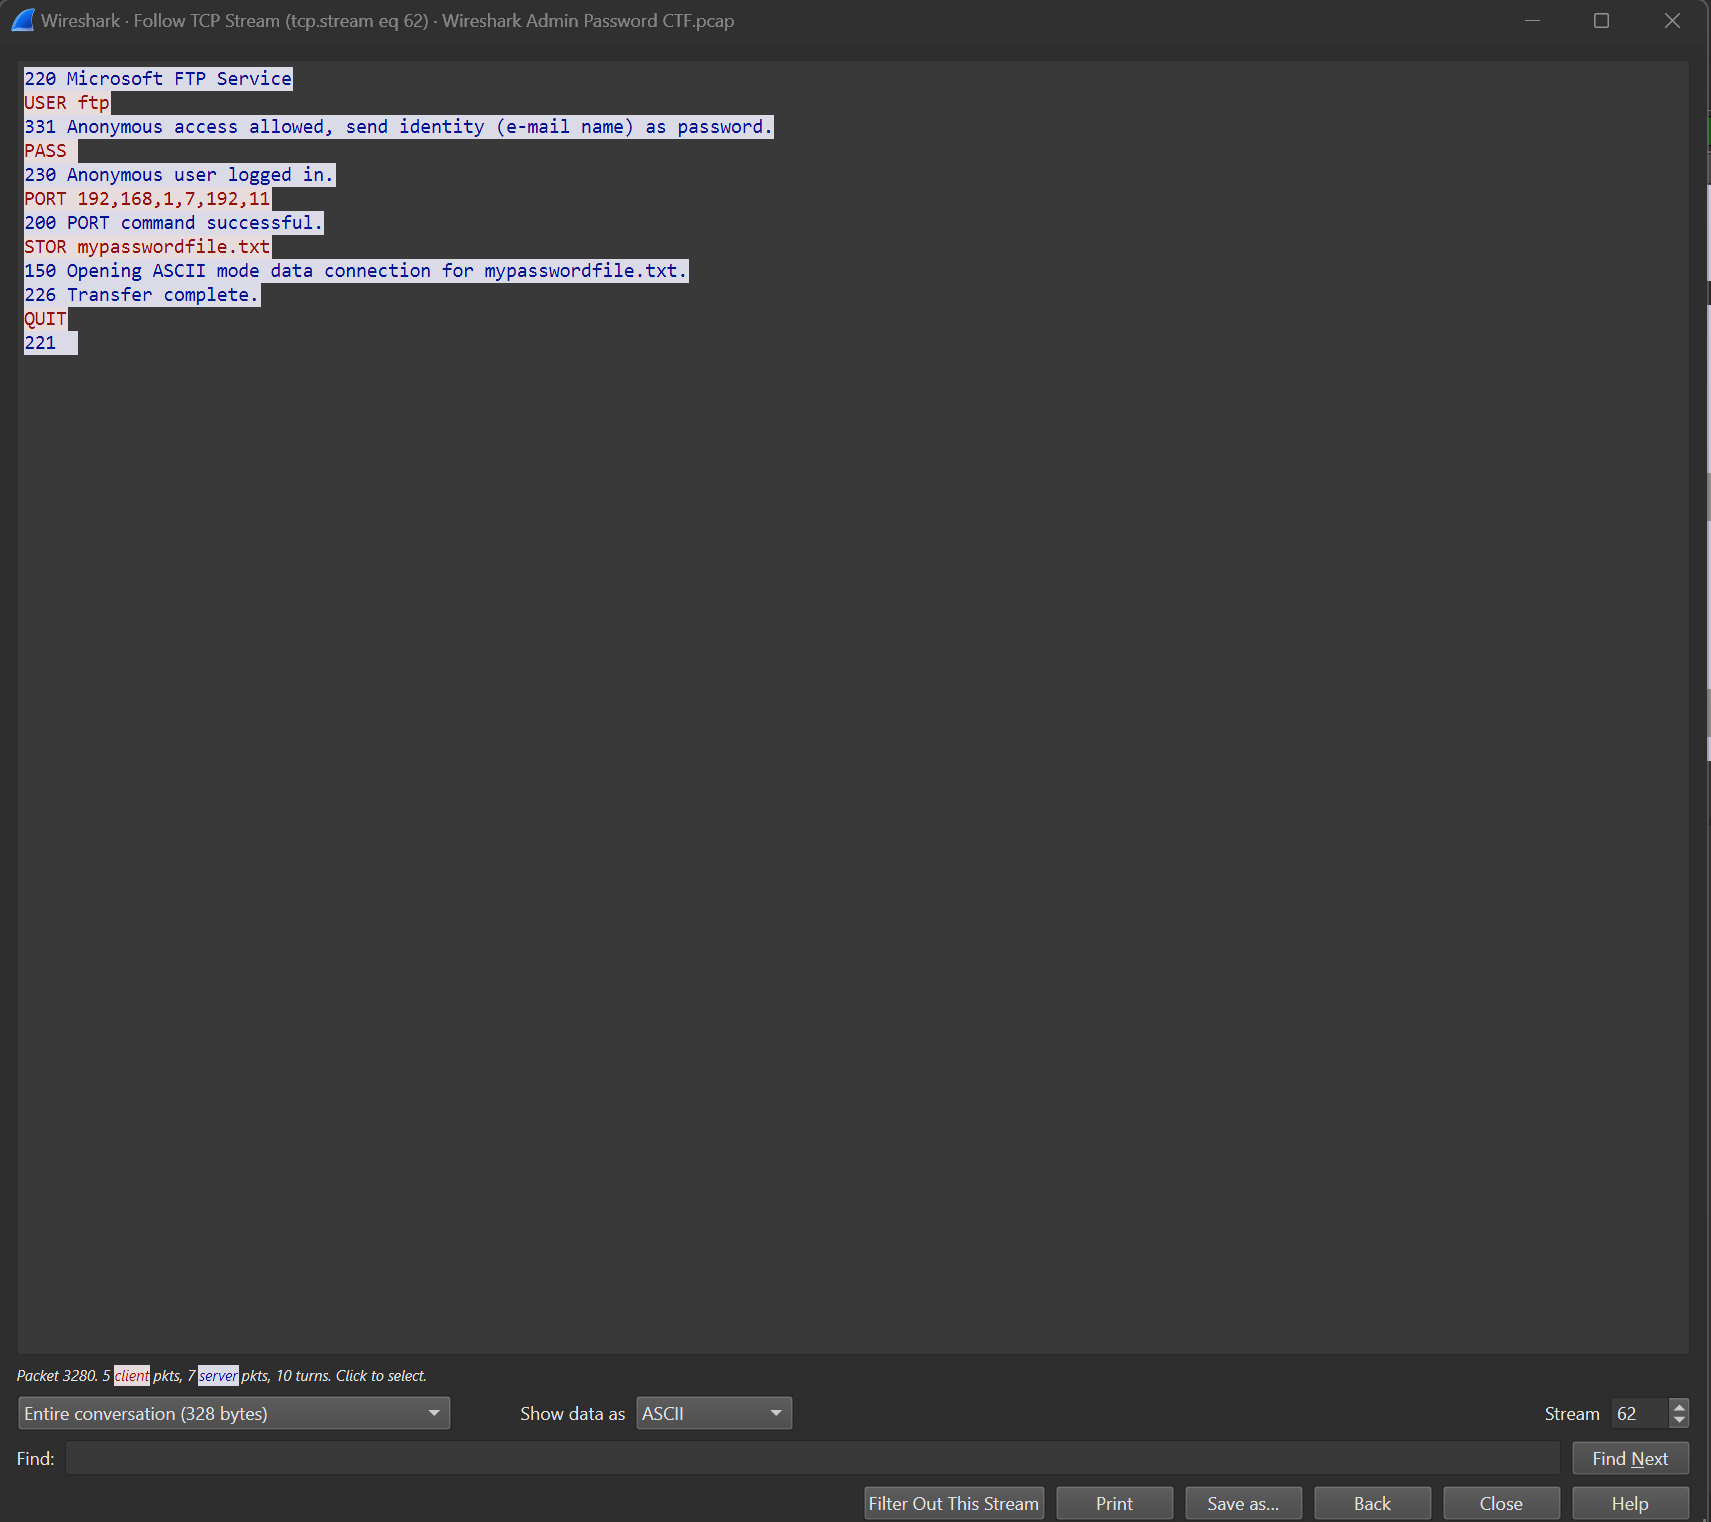 Wireshark · Follow TCP Stream (tcp.stream eq 62) · Wireshark Admin Password CTF.pcap
220 Microsoft FTP Service
USER ftp
331 Anonymous access allowed, send identity (e-mail name) as password.
PASS
230 Anonymous user logged in.
PORT 192,168,1,7,192,11
200 PORT command successful.
STOR mypasswordfile.txt
150 Opening ASCII mode data connection for mypasswordfile.txt.
226 Transfer complete.
QUIT
221
Packet 3280. 5 client pkts, 7 server pkts, 10 turns. Click to select.
Entire conversation (328 bytes) Show data as ASCII Stream 62
Find: Find Next
Filter Out This Stream Print Save as... Back Close Help